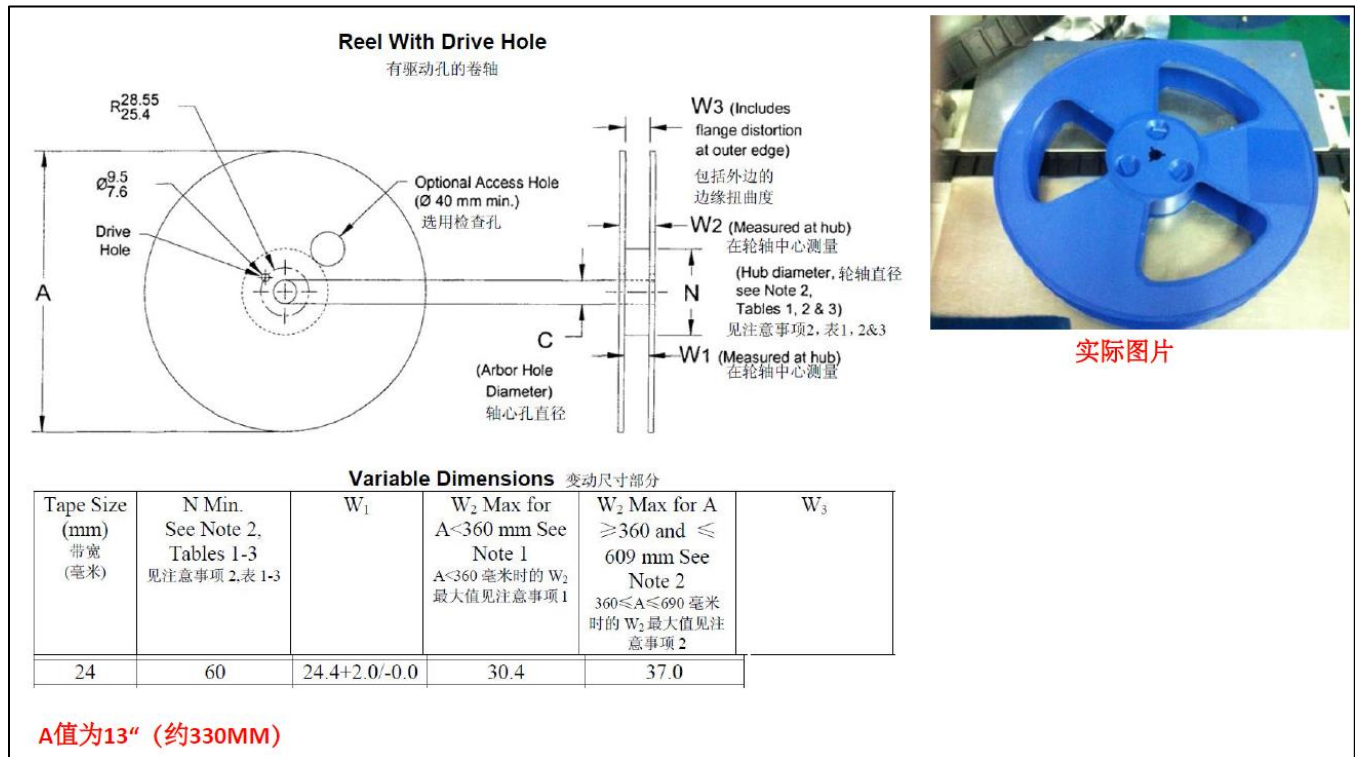 Reel With Drive Hole
有驱动孔的卷轴
R28.55
25.4
Ø9.5
7.6
Drive
Hole
A
Optional Access Hole
(Ø 40 mm min.)
选用检查孔
C
(Arbor Hole
Diameter)
轴心孔直径
W3 (Includes
flange distortion
at outer edge)
包括外边的
边缘扭曲度
W2 (Measured at hub)
在轮轴中心测量
N
(Hub diameter, 轮轴直径
see Note 2,
Tables 1, 2 & 3)
见注意事项2, 表1, 2&3
W1 (Measured at hub)
在轮轴中心测量
实际图片
Variable Dimensions 变动尺寸部分
Tape Size
(mm)
带宽
(毫米)
N Min.
See Note 2,
Tables 1-3
见注意事项 2,表 1-3
W1
W2 Max for
A<360 mm See
Note 1
A<360 毫米时的 W2
最大值见注意事项 1
W2 Max for A
≥360 and ≤
609 mm See
Note 2
360≤A≤690 毫米
时的 W2 最大值见注
意事项 2
W3
24
60
24.4+2.0/-0.0
30.4
37.0
A值为13“（约330MM）